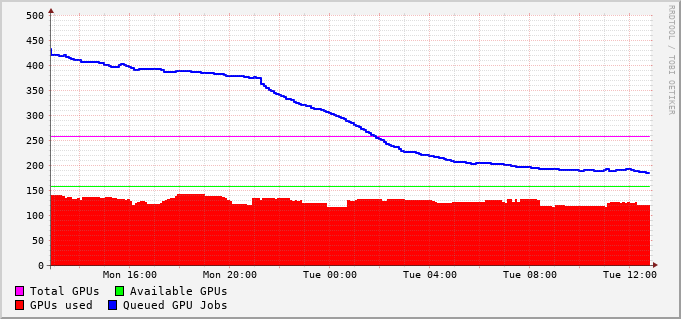 500
450
400
350
300
250
200
150
100
50
0
Mon 16:00 Mon 20:00 Tue 00:00 Tue 04:00 Tue 08:00 Tue 12:00
Total GPUs Available GPUs
GPUs used Queued GPU Jobs
RRDTOOL / TOBI OETIKER